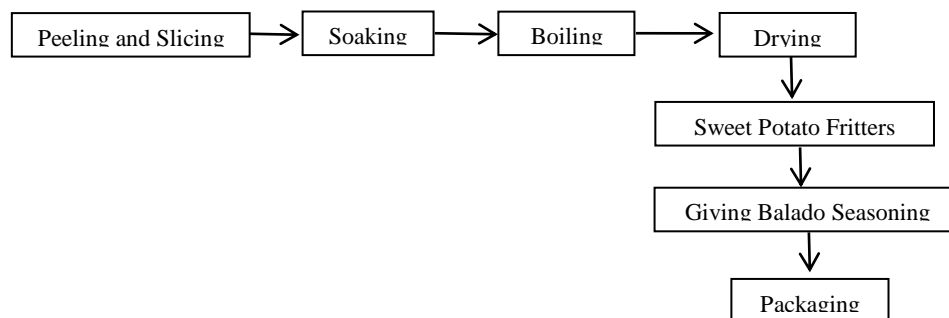 Peeling and Slicing
Soaking
Boiling
Drying
Sweet Potato Fritters
Giving Balado Seasoning
Packaging